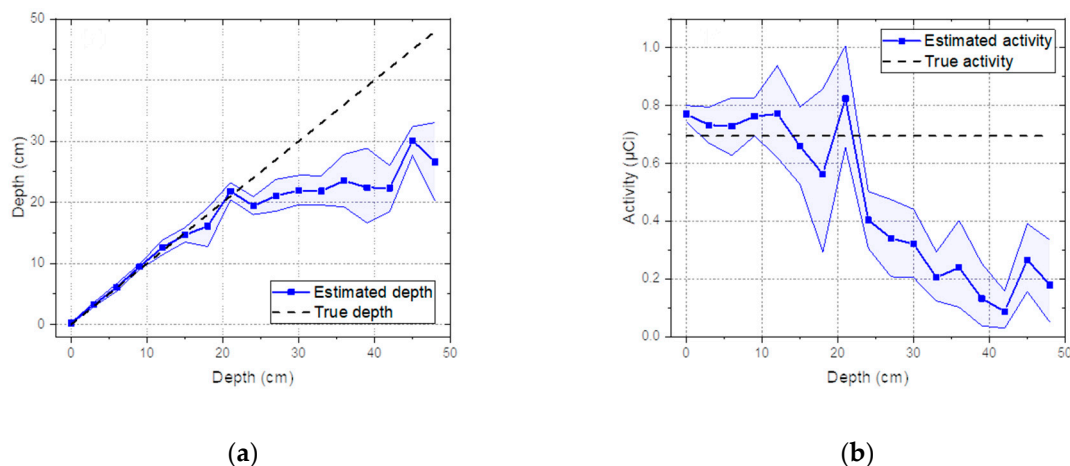 50
40
30
20
10
0
Depth (cm)
Estimated depth
True depth
0
10
20
30
40
50
Depth (cm)
(a)
1.0
0.8
0.6
0.4
0.2
0.0
Activity (µCi)
Estimated activity
True activity
0
10
20
30
40
50
Depth (cm)
(b)